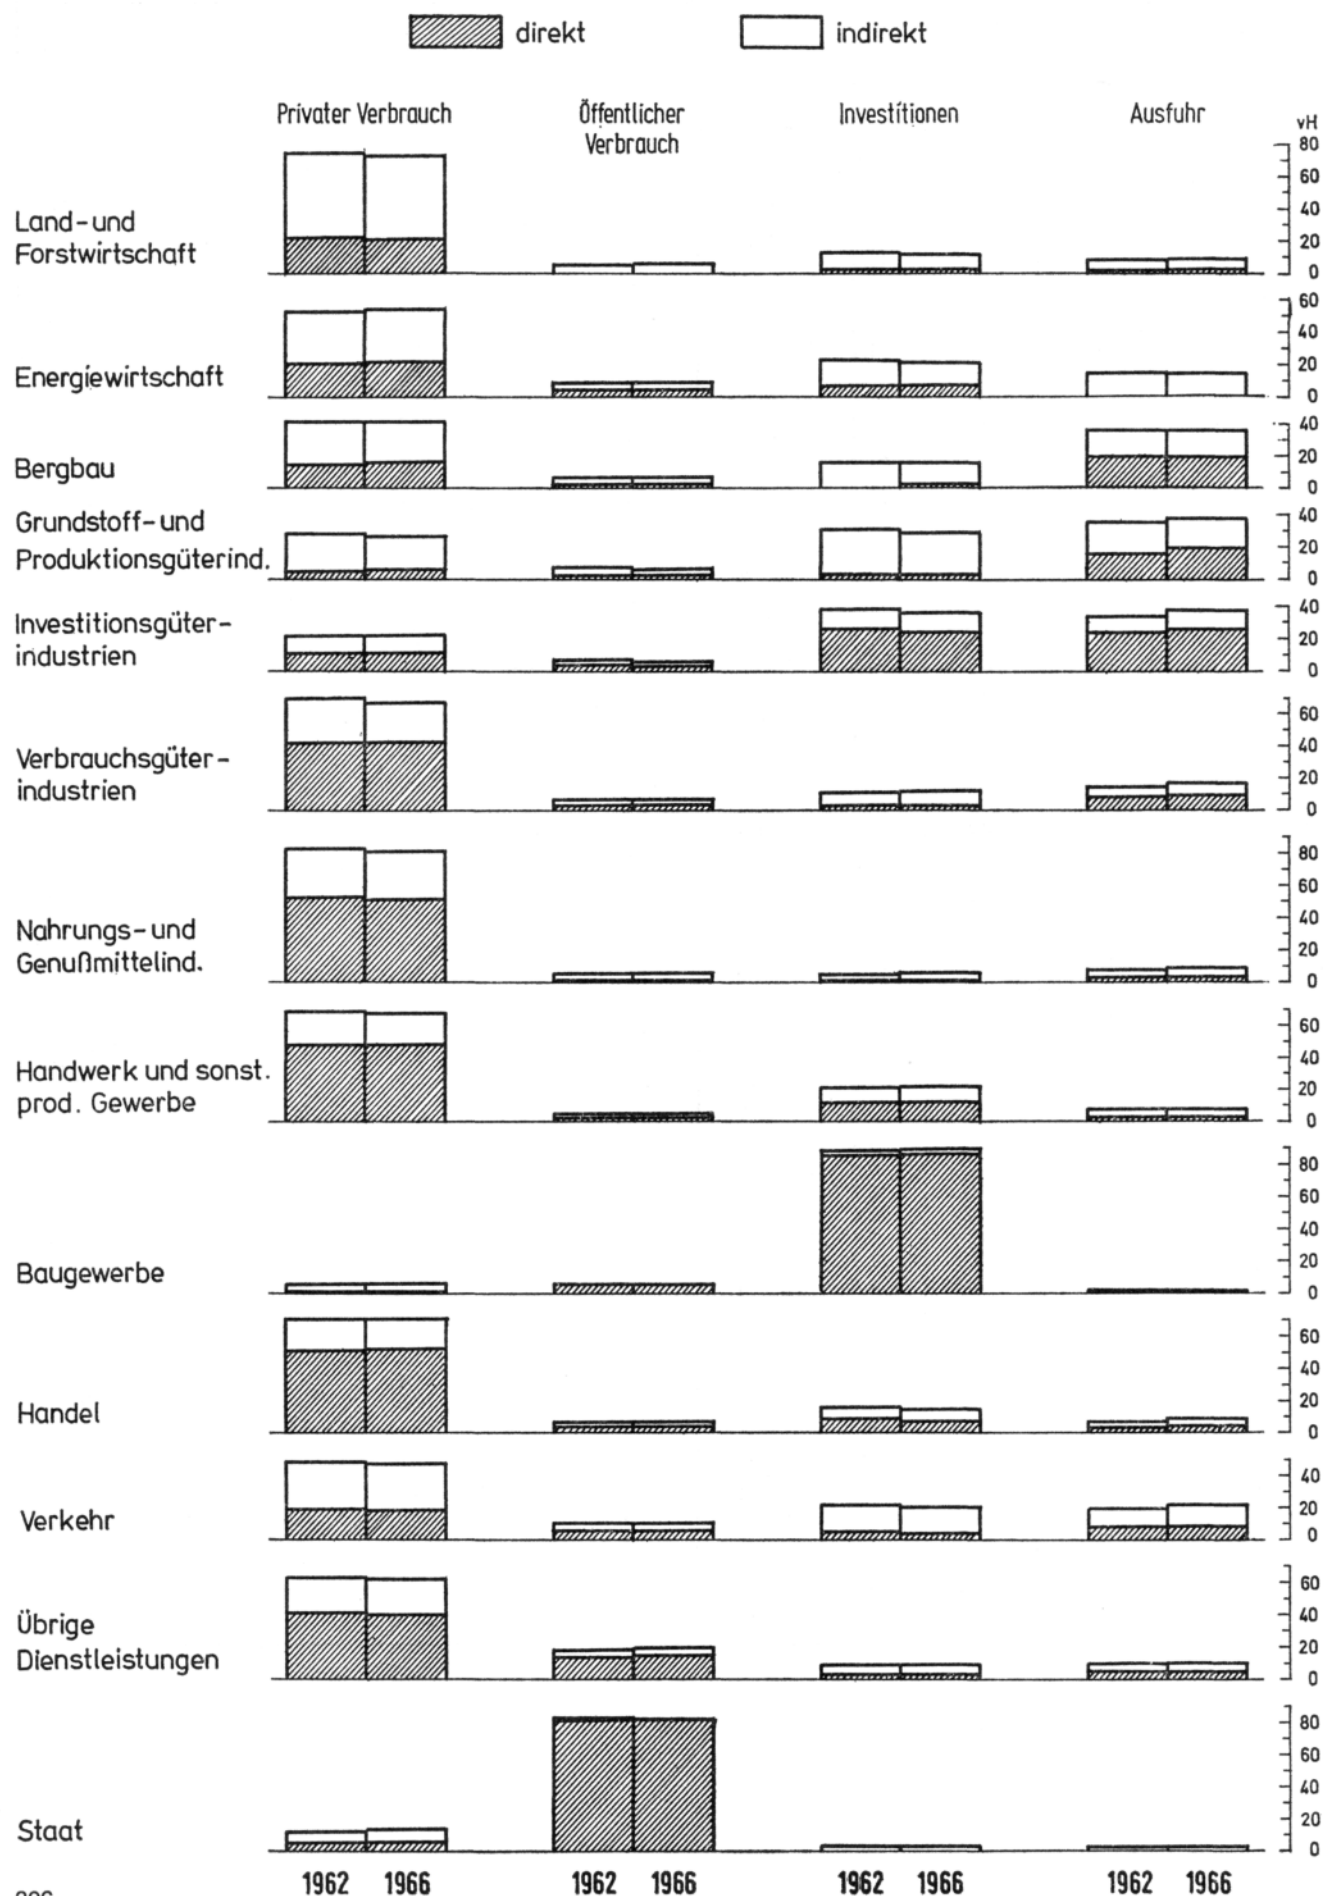 direkt indirekt
Privater Verbrauch Öffentlicher Investitionen Ausfuhr
Verbrauch
vH
80
60
Land-und
40
Forstwirtschaft
20
0
60
40
Energiewirtschaft
20
0
40
Bergbau
20
0
Grundstoff-und
40
Produktionsgüterind.
20
0
Investitionsgüter-
40
industrien
20
0
60
Verbrauchsgüter-
40
industrien
20
0
80
60
40
Nahrungs-und
20
Genußmittelind.
0
60
40
Handwerk und sonst.
20
prod. Gewerbe
0
80
60
40
20
Baugewerbe
0
60
40
20
Handel
0
40
20
Verkehr
0
60
40
Übrige
20
Dienstleistungen
0
80
60
40
20
Staat
0
1962 1966 1962 1966 1962 1966 1962 1966